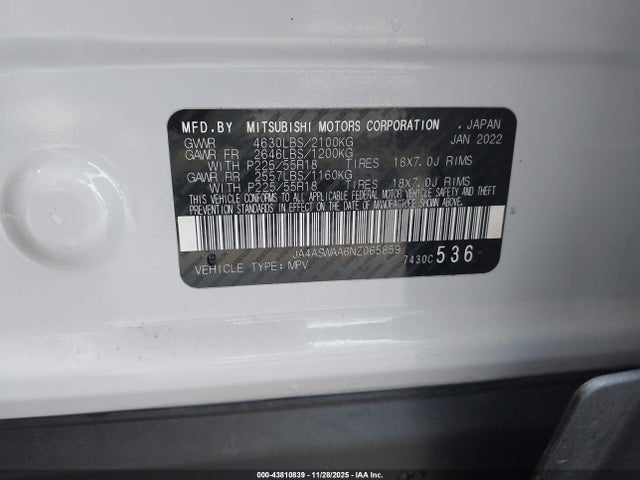 MFD.BY MITSUBISHI MOTORS CORPORATION . JAPAN
GVWR 4630LBS/2100KG JAN 2022
GAWR FR 2646LBS/1200KG
WITH P225/55R18 TIRES 18X7.0J RIMS
GAWR RR 2557LBS/1160KG
WITH P225/55R18 TIRES 18X7.0J RIMS
THIS VEHICLE CONFORMS TO ALL APPLICABLE FEDERAL MOTOR VEHICLE SAFETY AND THEFT
PREVENTION STANDARDS IN EFFECT ON THE DATE OF MANUFACTURE SHOWN ABOVE.
JA4ASWAA6NZ065859 7430C 536
VEHICLE TYPE: MPV
000-43810839 - 11/28/2025 - IAA Inc.